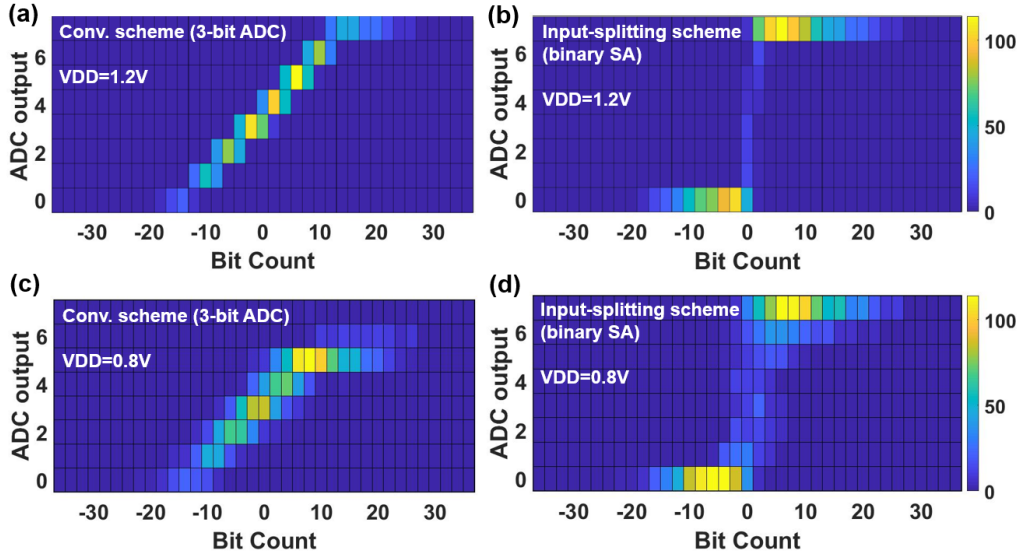 (a)
Conv. scheme (3-bit ADC)
VDD=1.2V
ADC output
6
4
2
0
-30 -20 -10 0 10 20 30
Bit Count
(b)
Input-splitting scheme
(binary SA)
VDD=1.2V
ADC output
6
4
2
0
-30 -20 -10 0 10 20 30
Bit Count
100
50
0
(c)
Conv. scheme (3-bit ADC)
VDD=0.8V
ADC output
6
4
2
0
-30 -20 -10 0 10 20 30
Bit Count
(d)
Input-splitting scheme
(binary SA)
VDD=0.8V
ADC output
6
4
2
0
-30 -20 -10 0 10 20 30
Bit Count
100
50
0